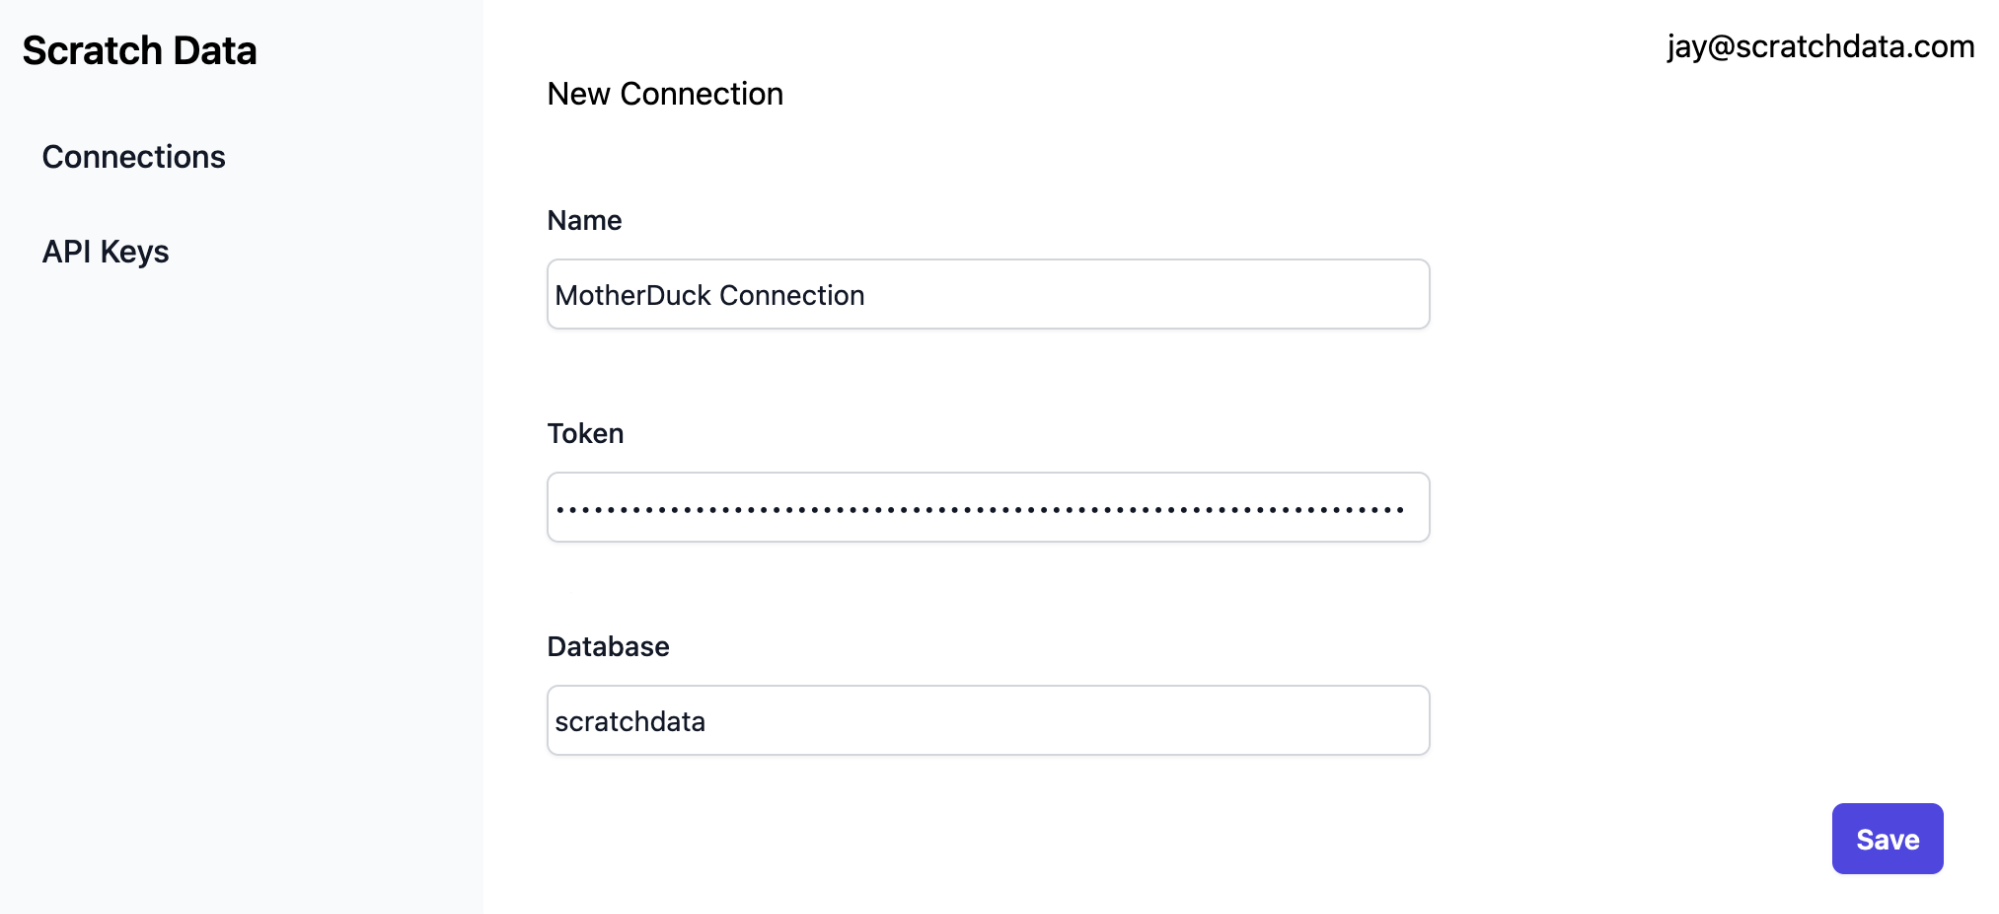 Scratch Data
Connections
API Keys
jay@scratchdata.com
New Connection
Name
MotherDuck Connection
Token
Database
scratchdata
Save